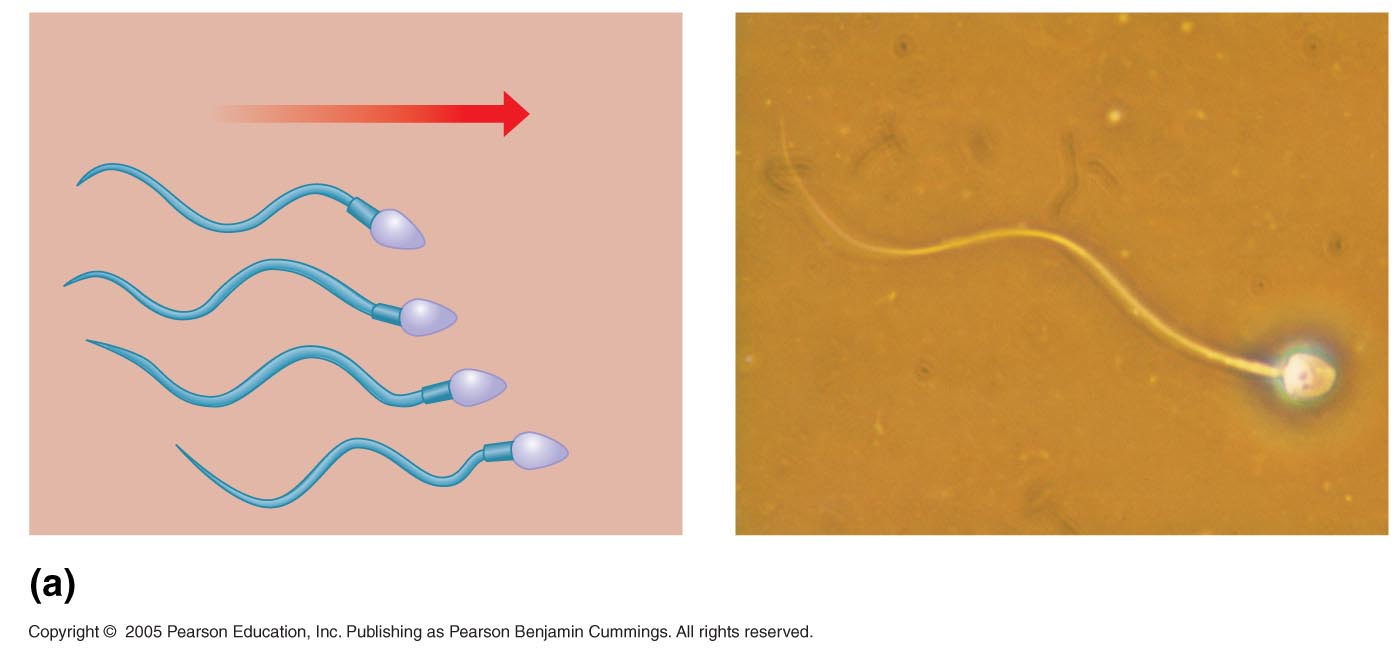 (a)
Copyright © 2005 Pearson Education, Inc. Publishing as Pearson Benjamin Cummings. All rights reserved.